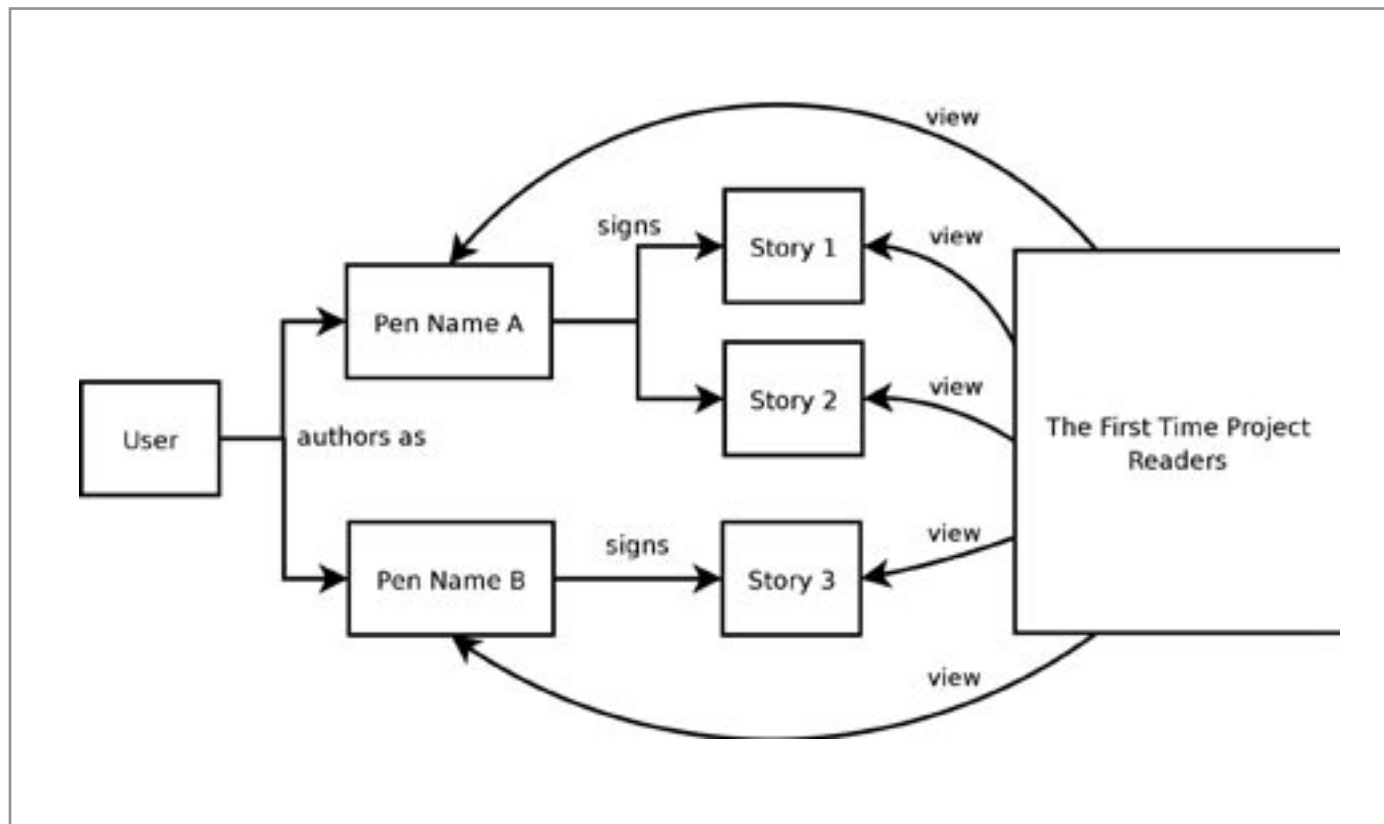 view
signs
Story 1
view
Pen Name A
Story 2
view
User
authors as
The First Time Project
Readers
Pen Name B
signs
Story 3
view
view